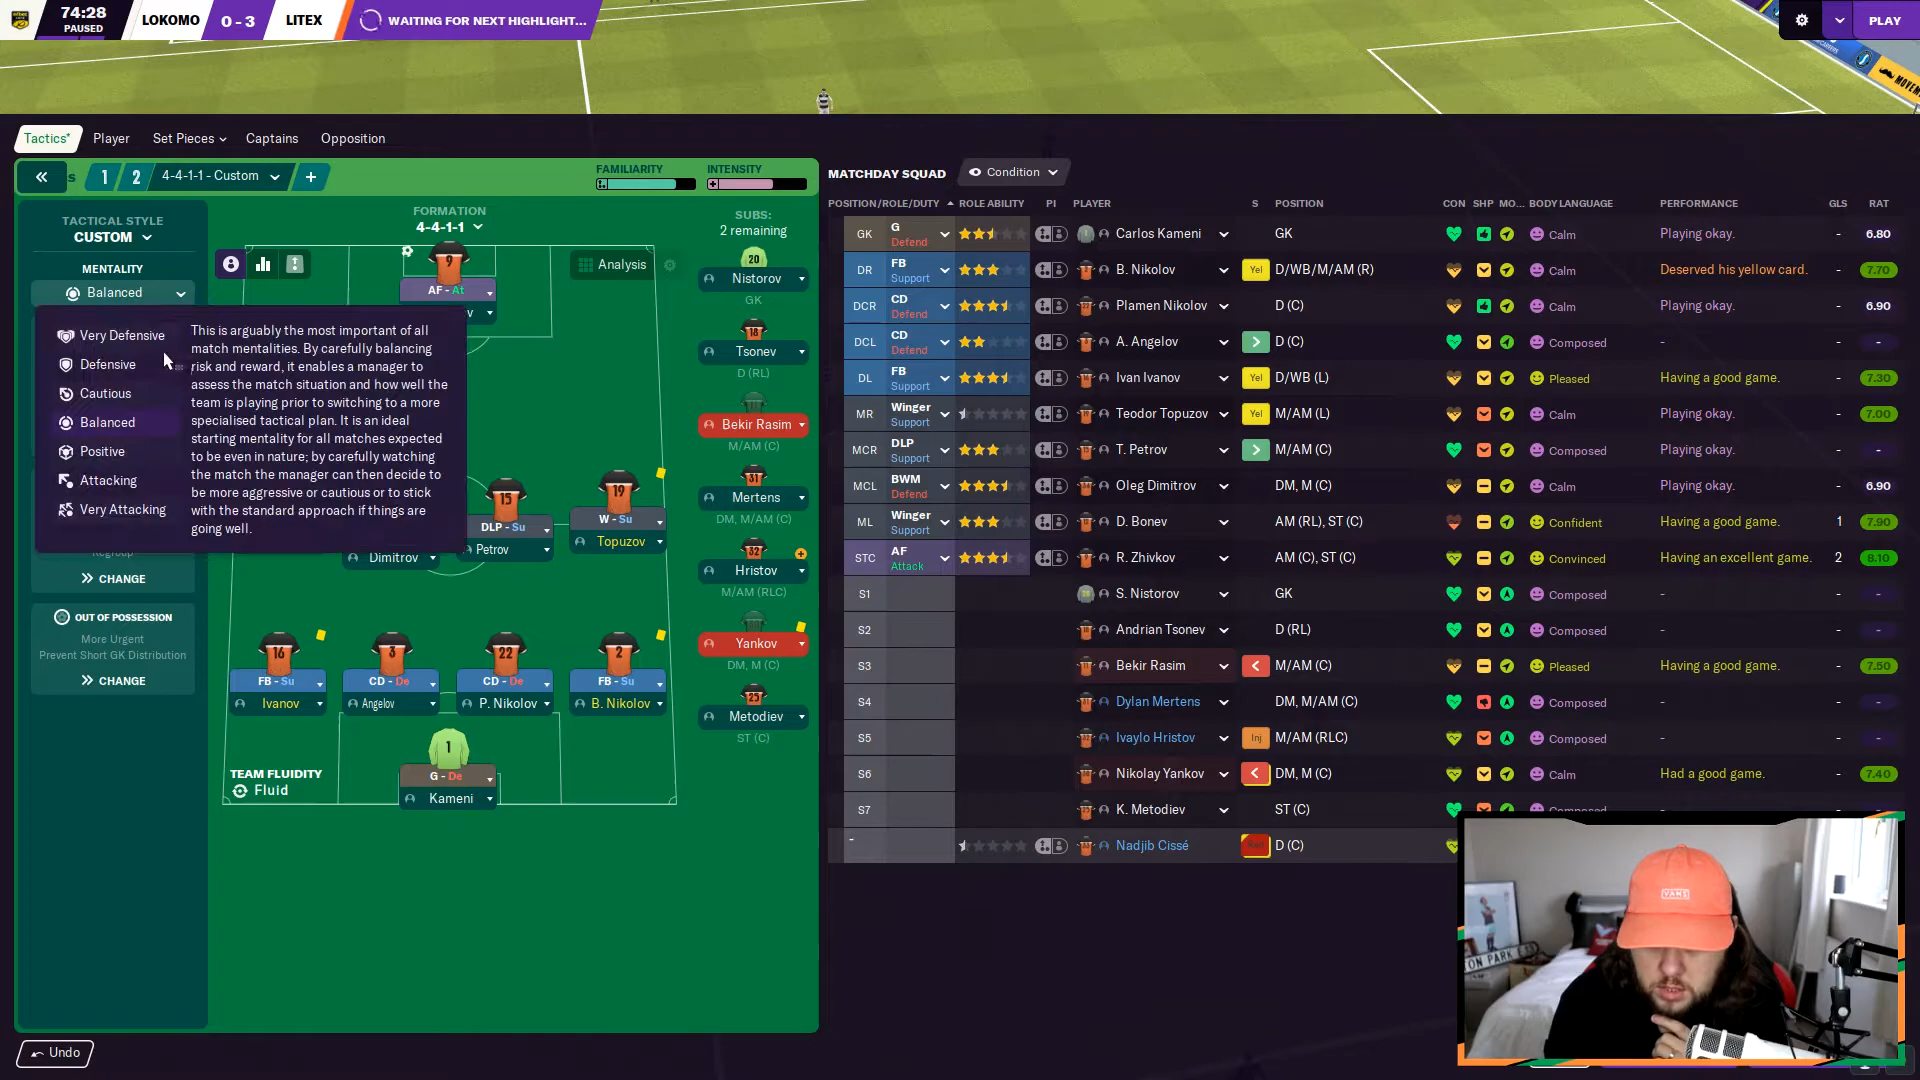 74:28
PAUSED
LOKOMO
0 - 3
LITEX
WAITING FOR NEXT HIGHLIGHT...
PLAY
Tactics*
Player
Set Pieces
Captains
Opposition
1
2
4-4-1-1 - Custom
FAMILIARITY
INTENSITY
TACTICAL STYLE
CUSTOM
MENTALITY
Balanced
Very Defensive
Defensive
Cautious
Balanced
Positive
Attacking
Very Attacking
This is arguably the most important of all
match mentalities. By carefully balancing
risk and reward, it enables a manager to
assess the match situation and how well the
team is playing prior to switching to a more
specialised tactical plan. It is an ideal
starting mentality for all matches expected
to be even in nature; by carefully watching
the match the manager can then decide to
be more aggressive or cautious or to stick
with the standard approach if things are
going well.
Regroup
CHANGE
OUT OF POSSESSION
More Urgent
Prevent Short GK Distribution
CHANGE
FORMATION
4-4-1-1
Analysis
9
AF - At
15
DLP - Su
Petrov
19
W - Su
Topuzov
Dimitrov
16
FB - Su
Ivanov
3
CD - De
Angelov
22
CD - De
P. Nikolov
2
FB - Su
B. Nikolov
1
G - De
Kameni
TEAM FLUIDITY
Fluid
SUBS:
2 remaining
20
Nistorov
GK
18
Tsonev
D (RL)
Bekir Rasim
M/AM (C)
31
Mertens
DM, M/AM (C)
32
Hristov
M/AM (RLC)
Yankov
DM, M (C)
25
Metodiev
ST (C)
Undo
MATCHDAY SQUAD
Condition
POSITION/ROLE/DUTY ROLE ABILITY PI PLAYER S POSITION CON SHP MO... BODY LANGUAGE PERFORMANCE GLS RAT
GK G Defend Carlos Kameni GK Calm Playing okay. - 6.80
DR FB Support B. Nikolov Yel D/WB/M/AM (R) Calm Deserved his yellow card. - 7.70
DCR CD Defend Plamen Nikolov D (C) Calm Playing okay. - 6.90
DCL CD Defend A. Angelov D (C) Composed - - -
DL FB Support Ivan Ivanov Yel D/WB (L) Pleased Having a good game. - 7.30
MR Winger Support Teodor Topuzov Yel M/AM (L) Calm Playing okay. - 7.00
MCR DLP Support T. Petrov M/AM (C) Composed Playing okay. - -
MCL BWM Defend Oleg Dimitrov DM, M (C) Calm Playing okay. - 6.90
ML Winger Support D. Bonev AM (RL), ST (C) Confident Having a good game. 1 7.90
STC AF Attack R. Zhivkov AM (C), ST (C) Convinced Having an excellent game. 2 8.10
S1 S. Nistorov GK Composed - - -
S2 Andrian Tsonev D (RL) Composed - - -
S3 Bekir Rasim M/AM (C) Pleased Having a good game. - 7.50
S4 Dylan Mertens DM, M/AM (C) Composed - - -
S5 Ivaylo Hristov Inj M/AM (RLC) Composed - - -
S6 Nikolay Yankov DM, M (C) Calm Had a good game. - 7.40
S7 K. Metodiev ST (C) Composed
- Nadjib Cissé D (C)
VANS